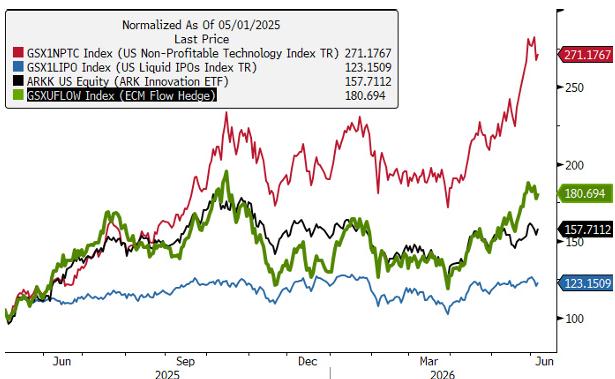 Normalized As Of 05/01/2025
Last Price
GSX1NPTC Index (US Non-Profitable Technology Index TR) 271.1767
GSX1LIPO Index (US Liquid IPOs Index TR) 123.1509
ARKK US Equity (ARK Innovation ETF) 157.7112
GSXUFLOW Index (ECM Flow Hedge) 180.694
271.1767
250
200
180.694
157.7112
150
123.1509
100
Jun Sep Dec Mar Jun
2025 2026